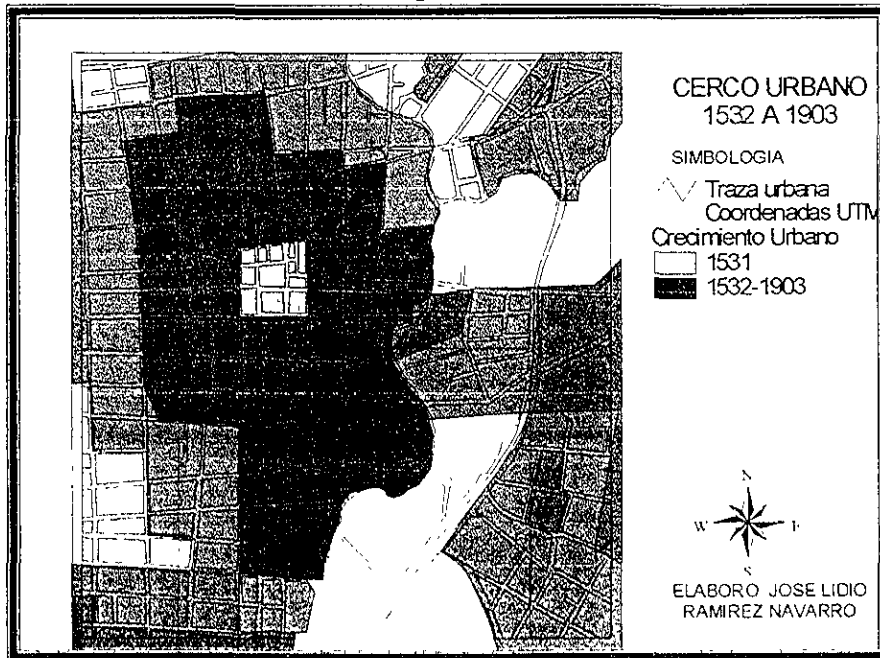 CERCO URBANO
1532 A 1903
SIMBOLOGIA
Traza urbana
Coordenadas UTM
Crecimiento Urbano
1531
1532-1903
N
W E
S
ELABORO JOSE LIDIO
RAMIREZ NAVARRO